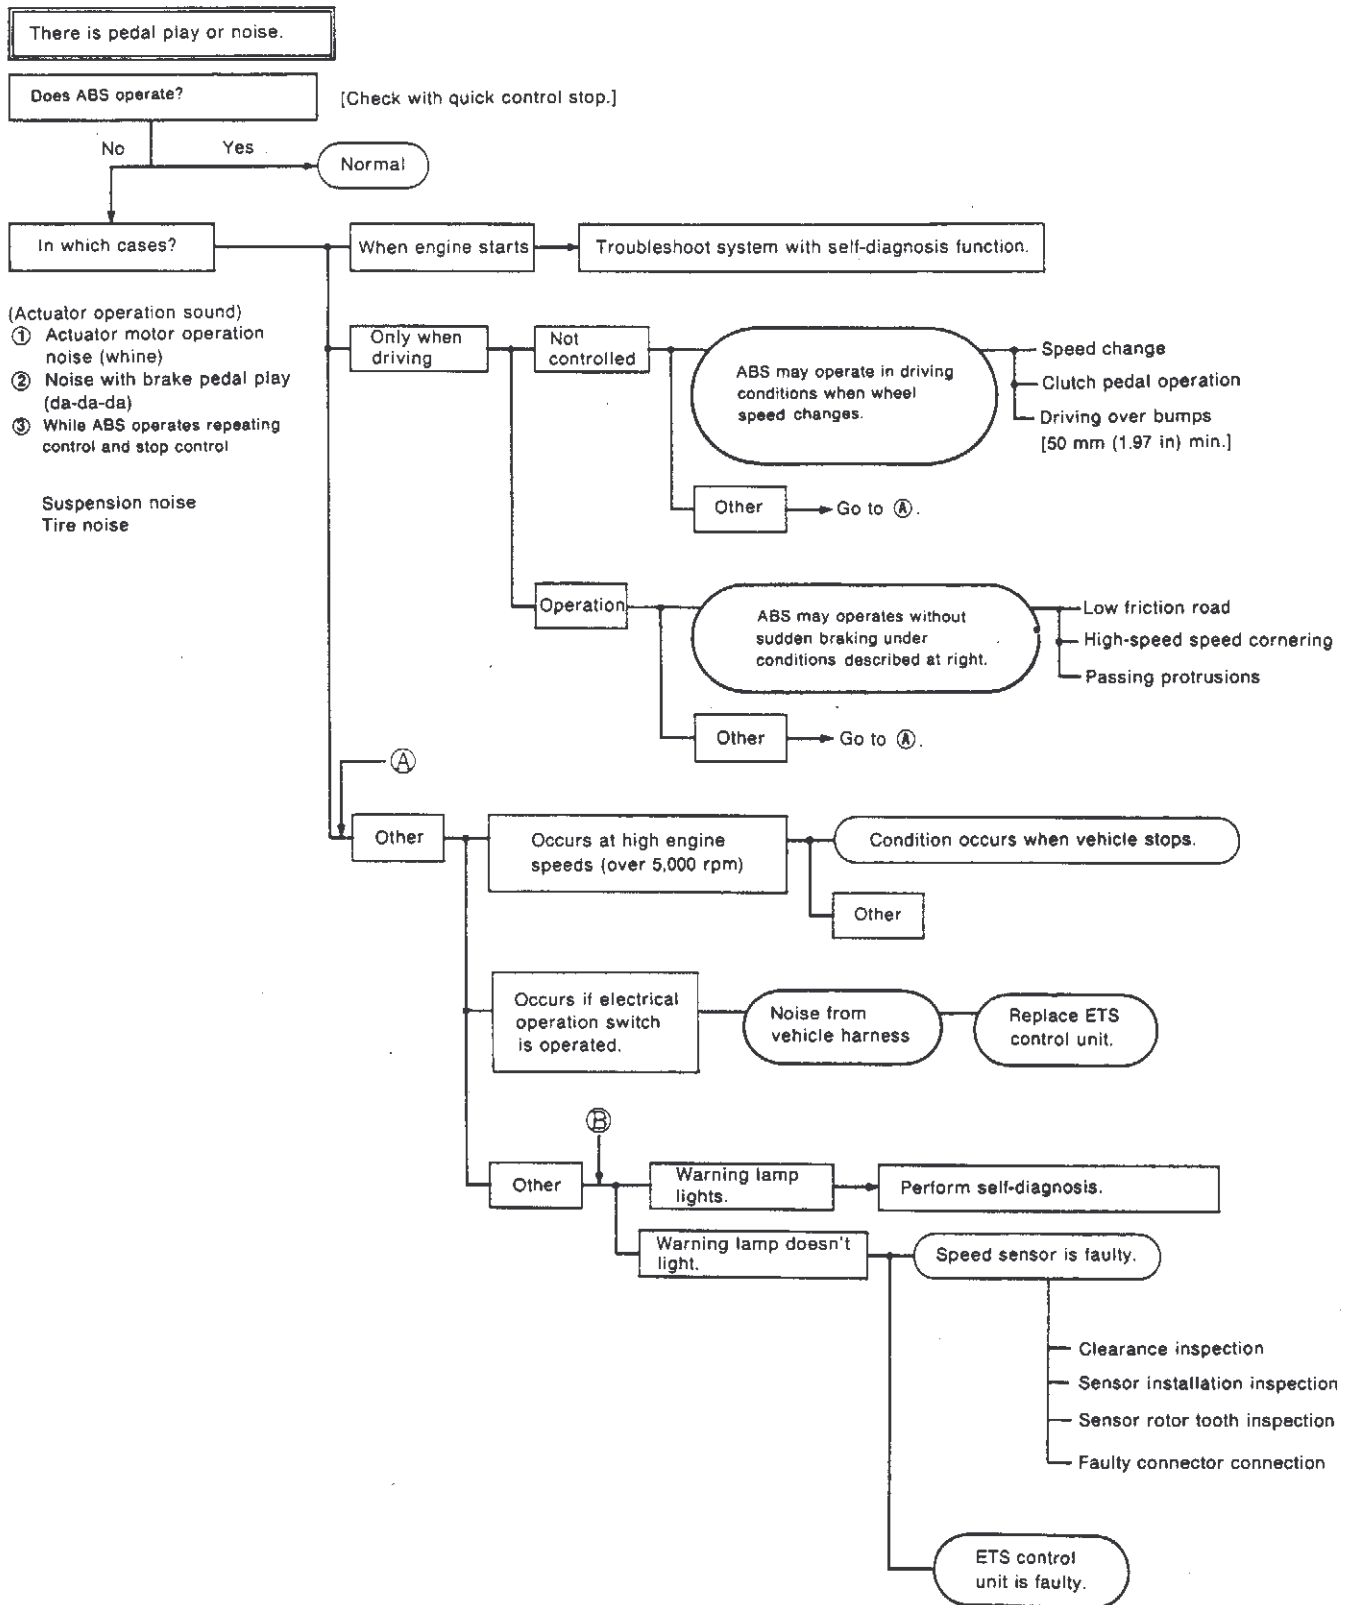 There is pedal play or noise.
Does ABS operate?
[Check with quick control stop.]
No
Yes
Normal
In which cases?
When engine starts
Troubleshoot system with self-diagnosis function.
(Actuator operation sound)
① Actuator motor operation
noise (whine)
② Noise with brake pedal play
(da-da-da)
③ While ABS operates repeating
control and stop control
Suspension noise
Tire noise
Only when
driving
Not
controlled
ABS may operate in driving
conditions when wheel
speed changes.
Speed change
Clutch pedal operation
Driving over bumps
[50 mm (1.97 in) min.]
Other
Go to Ⓐ.
Operation
ABS may operates without
sudden braking under
conditions described at right.
Low friction road
High-speed speed cornering
Passing protrusions
Other
Go to Ⓐ.
Ⓐ
Other
Occurs at high engine
speeds (over 5,000 rpm)
Condition occurs when vehicle stops.
Other
Occurs if electrical
operation switch
is operated.
Noise from
vehicle harness
Replace ETS
control unit.
Ⓑ
Other
Warning lamp
lights.
Perform self-diagnosis.
Warning lamp doesn't
light.
Speed sensor is faulty.
Clearance inspection
Sensor installation inspection
Sensor rotor tooth inspection
Faulty connector connection
ETS control
unit is faulty.